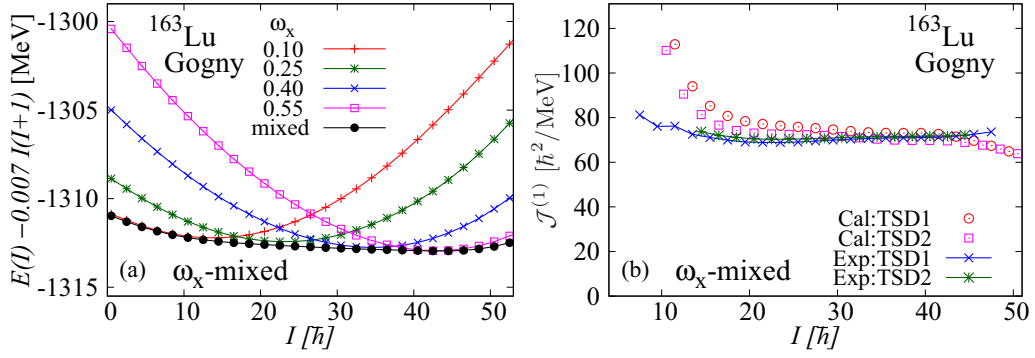 E(I) −0.007 I(I+1) [MeV]
-1300
-1305
-1310
-1315
¹⁶³Lu
Gogny
ωₓ
0.10
0.25
0.40
0.55
mixed
(a)
ωₓ-mixed
0 10 20 30 40 50
I [ħ]
𝒥⁽¹⁾ [ħ²/MeV]
120
100
80
60
40
20
0
¹⁶³Lu
Gogny
Cal:TSD1
Cal:TSD2
Exp:TSD1
Exp:TSD2
(b)
ωₓ-mixed
0 10 20 30 40 50
I [ħ]